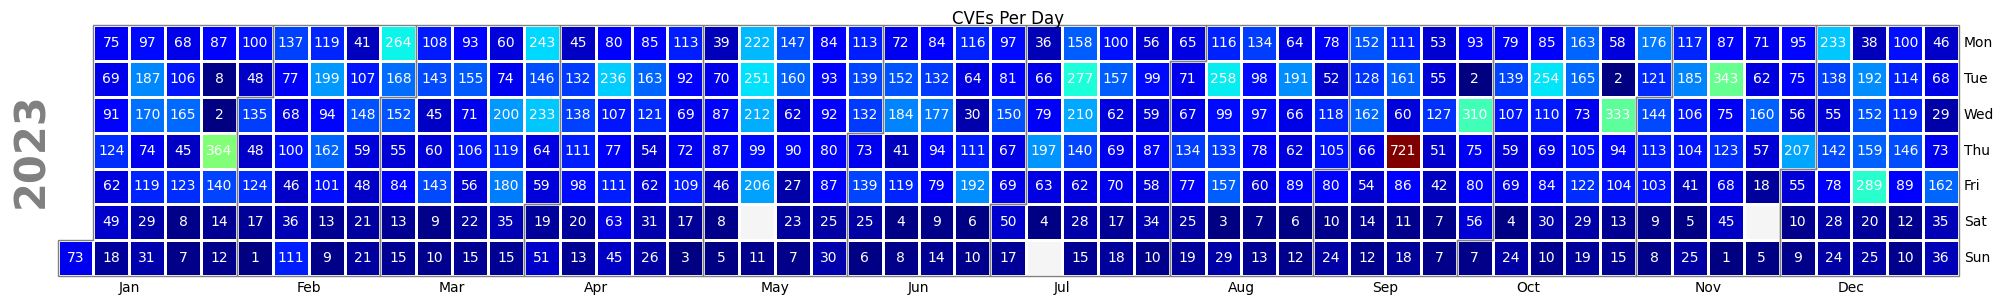 CVEs Per Day
75 97 68 87 100 137 119 41 264 108 93 60 243 45 80 85 113 39 222 147 84 113 72 84 116 97 36 158 100 56 65 116 134 64 78 152 111 53 93 79 85 163 58 176 117 87 71 95 233 38 100 46 Mon
69 187 106 8 48 77 199 107 168 143 155 74 146 132 236 163 92 70 251 160 93 139 152 132 64 81 66 277 157 99 71 258 98 191 52 128 161 55 2 139 254 165 2 121 185 343 62 75 138 192 114 68 Tue
91 170 165 2 135 68 94 148 152 45 71 200 233 138 107 121 69 87 212 62 92 132 184 177 30 150 79 210 62 59 67 99 97 66 118 162 60 127 310 107 110 73 333 144 106 75 160 56 55 152 119 29 Wed
124 74 45 364 48 100 162 59 55 60 106 119 64 111 77 54 72 87 99 90 80 73 41 94 111 67 197 140 69 87 134 133 78 62 105 66 721 51 75 59 69 105 94 113 104 123 57 207 142 159 146 73 Thu
62 119 123 140 124 46 101 48 84 143 56 180 59 98 111 62 109 46 206 27 87 139 119 79 192 69 63 62 70 58 77 157 60 89 80 54 86 42 80 69 84 122 104 103 41 68 18 55 78 289 89 162 Fri
49 29 8 14 17 36 13 21 13 9 22 35 19 20 63 31 17 8 23 25 25 4 9 6 50 4 28 17 34 25 3 7 6 10 14 11 7 56 4 30 29 13 9 5 45 10 28 20 12 35 Sat
73 18 31 7 12 1 111 9 21 15 10 15 15 51 13 45 26 3 5 11 7 30 6 8 14 10 17 15 18 10 19 29 13 12 24 12 18 7 7 24 10 19 15 8 25 1 5 9 24 25 10 36 Sun
2023
Jan Feb Mar Apr May Jun Jul Aug Sep Oct Nov Dec